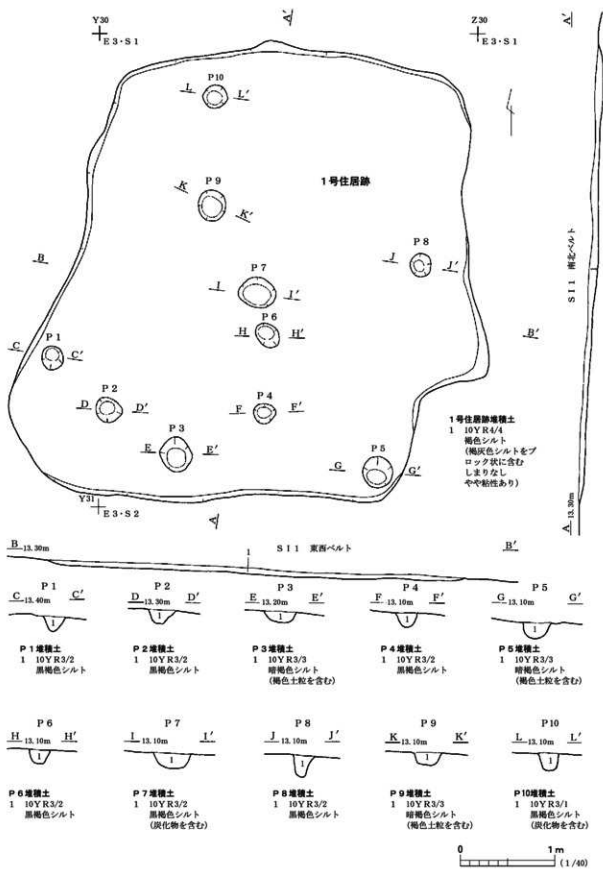 Y30
E3・S1
A'
Z30
E3・S1
A'
P10
L L'
P9
K K'
1号住居跡
P8
J J'
P7
I I'
P6
H H'
SI1 南北ベルト
B
B'
P1
C C'
P2
D D'
P4
F F'
P3
E E'
P5
G G'
1号住居跡堆積土
1 10YR4/4
褐色シルト
(褐灰色シルトをブ
ロック状に含む
しまりなし
やや粘性あり)
Y31
E3・S2
A
A 13.30m
B 13.30m
1
SI1 東西ベルト
B'
P1
C 13.40m C'
1
P2
D 13.30m D'
1
P3
E 13.20m E'
1
P4
F 13.10m F'
1
P5
G 13.10m G'
1
P1堆積土
1 10YR3/2
黒褐色シルト
P2堆積土
1 10YR3/2
黒褐色シルト
P3堆積土
1 10YR3/3
暗褐色シルト
(褐色土粒を含む)
P4堆積土
1 10YR3/2
黒褐色シルト
P5堆積土
1 10YR3/3
暗褐色シルト
(褐色土粒を含む)
P6
H 13.10m H'
1
P7
I 13.10m I'
1
P8
J 13.10m J'
1
P9
K 13.10m K'
1
P10
L 13.10m L'
1
P6堆積土
1 10YR3/2
黒褐色シルト
P7堆積土
1 10YR3/2
黒褐色シルト
(炭化物を含む)
P8堆積土
1 10YR3/2
黒褐色シルト
P9堆積土
1 10YR3/3
暗褐色シルト
(褐色土粒を含む)
P10堆積土
1 10YR3/1
黒褐色シルト
(炭化物を含む)
0 1m
(1/40)